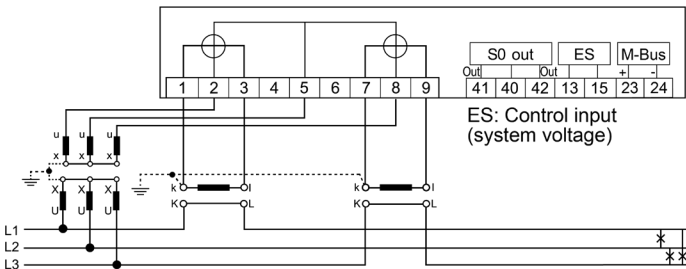 S0 out ES M-Bus
Out Out + -
1 2 3 4 5 6 7 8 9 41 40 42 13 15 23 24
ES: Control input
(system voltage)
u u u
x x x
k l k l
X X X
K L K L
U U U
L1
L2
L3